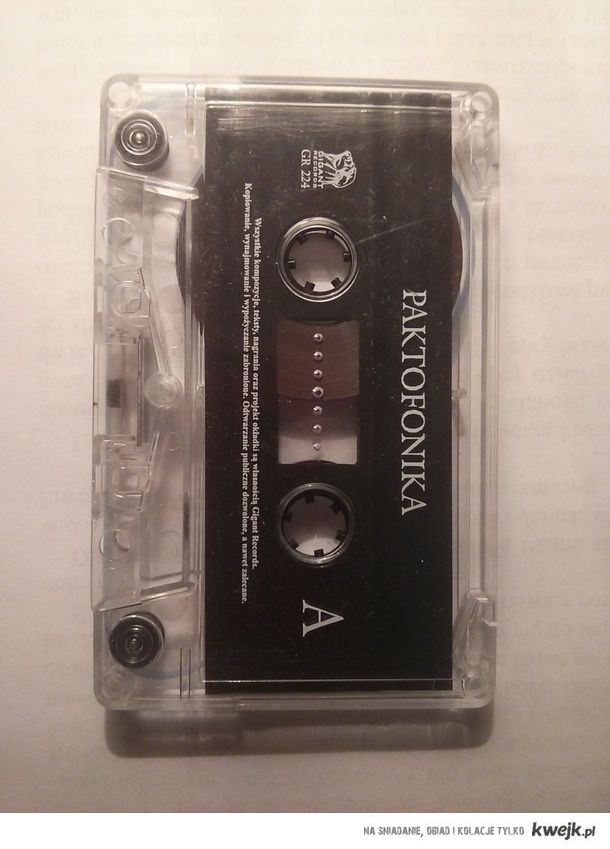 PAKTOFONIKA
GIGANT
RECORDS
GR 224
A
Wszystkie kompozycje, teksty, nagrania oraz projekt okładki są własnością Gigant Records.
Kopiowanie, wynajmowanie i wypożyczanie zabronione. Odtwarzanie publiczne dozwolone, a nawet zalecane.
NA ŚNIADANIE, OBIAD I KOLACJE TYLKO kwejk.pl